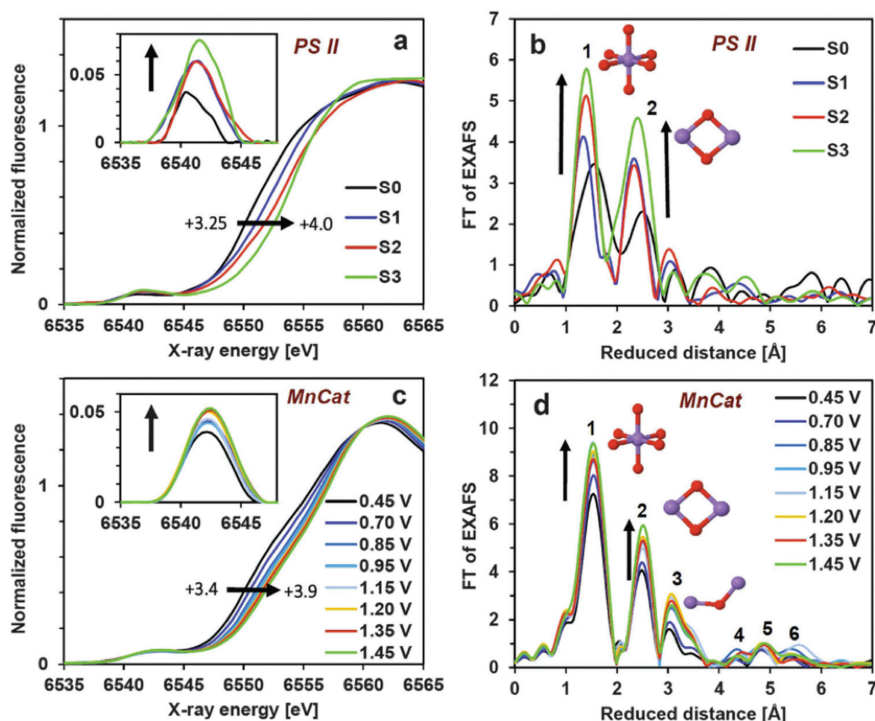 a
PS II
Normalized fluorescence
1
0
0.05
0
6535 6540 6545
S0
S1
S2
S3
+3.25
+4.0
6535 6540 6545 6550 6555 6560 6565
X-ray energy [eV]
b
PS II
FT of EXAFS
7
6
5
4
3
2
1
0
1
2
S0
S1
S2
S3
0 1 2 3 4 5 6 7
Reduced distance [Å]
c
MnCat
Normalized fluorescence
1
0
0.05
0
6535 6540 6545
0.45 V
0.70 V
0.85 V
0.95 V
1.15 V
1.20 V
1.35 V
1.45 V
+3.4
+3.9
6535 6540 6545 6550 6555 6560 6565
X-ray energy [eV]
d
MnCat
FT of EXAFS
12
10
8
6
4
2
0
1
2
3
4
5
6
0.45 V
0.70 V
0.85 V
0.95 V
1.15 V
1.20 V
1.35 V
1.45 V
0 1 2 3 4 5 6 7
Reduced distance [Å]